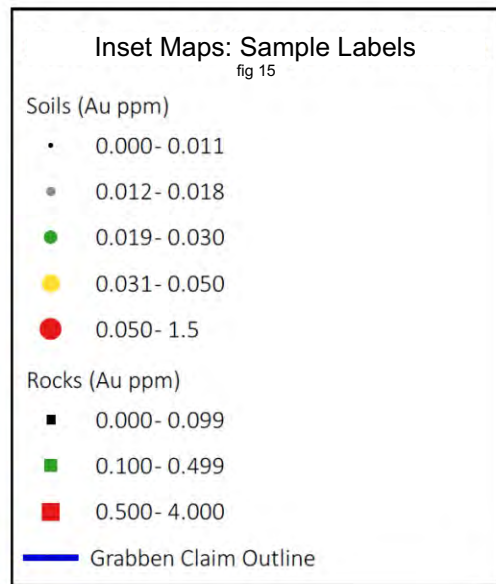 Inset Maps: Sample Labels
fig 15
Soils (Au ppm)
0.000- 0.011
0.012- 0.018
0.019- 0.030
0.031- 0.050
0.050- 1.5
Rocks (Au ppm)
0.000- 0.099
0.100- 0.499
0.500- 4.000
Grabben Claim Outline